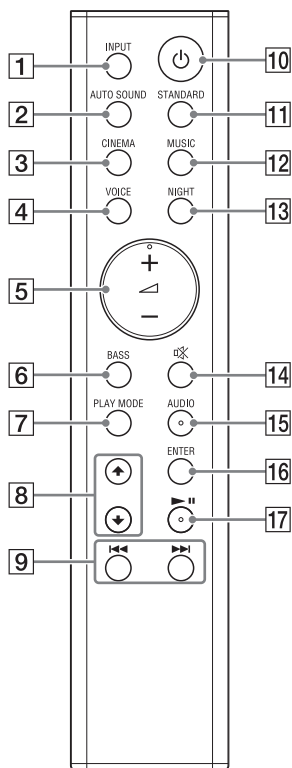 INPUT
1
10
AUTO SOUND STANDARD
2
11
CINEMA MUSIC
3
12
VOICE NIGHT
4
13
+
5
−
BASS
6
14
PLAY MODE AUDIO
7
15
ENTER
8
16
17
9